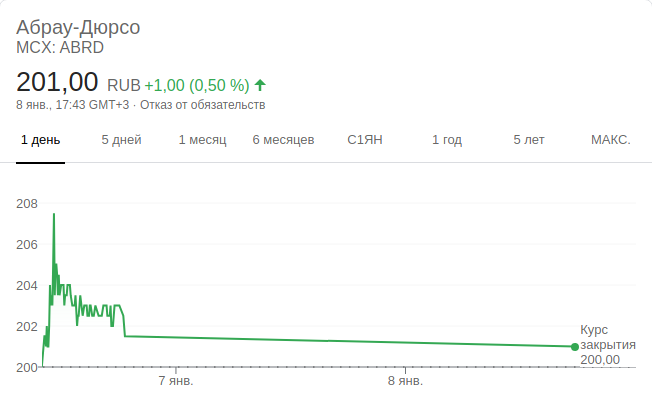 Абрау-Дюрсо
MCX: ABRD
201,00 RUB +1,00 (0,50 %)
8 янв., 17:43 GMT+3 · Отказ от обязательств
1 день 5 дней 1 месяц 6 месяцев С1ЯН 1 год 5 лет МАКС.
208
206
204
202
200
Курс
закрытия
200,00
7 янв. 8 янв.